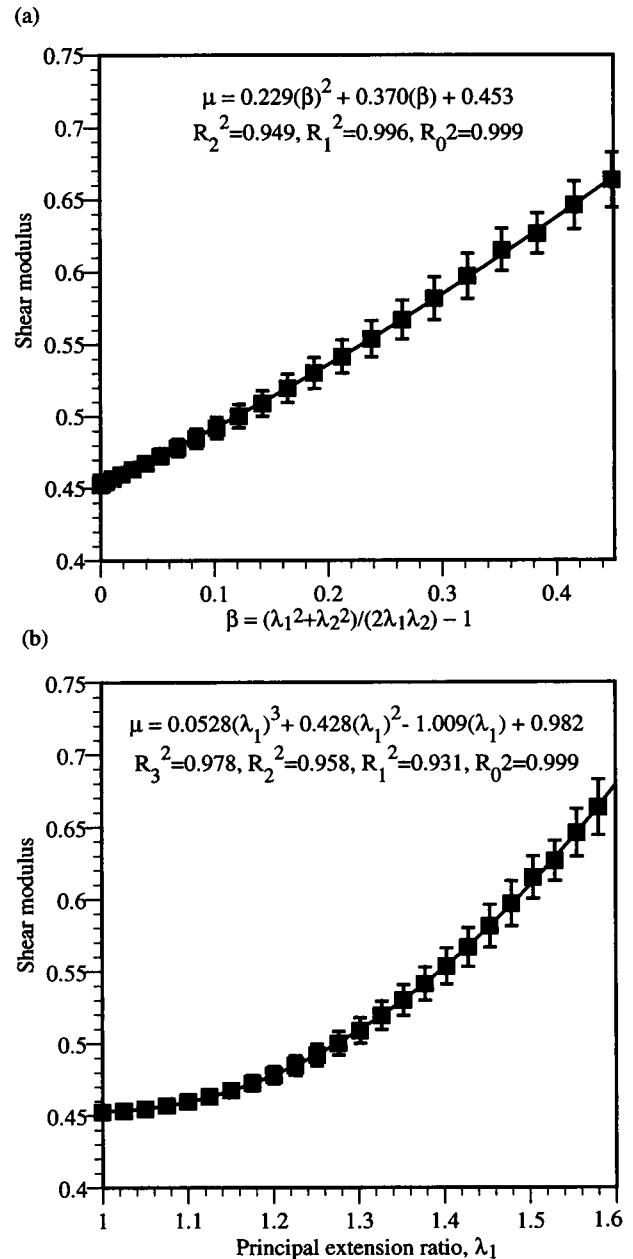 (a)
0.75
μ = 0.229(β)² + 0.370(β) + 0.453
R₂²=0.949, R₁²=0.996, R₀2=0.999
0.7
0.65
0.6
Shear modulus
0.55
0.5
0.45
0.4
0 0.1 0.2 0.3 0.4
β = (λ₁²+λ₂²)/(2λ₁λ₂) – 1
(b)
0.75
μ = 0.0528(λ₁)³ + 0.428(λ₁)² - 1.009(λ₁) + 0.982
R₃²=0.978, R₂²=0.958, R₁²=0.931, R₀2=0.999
0.7
0.65
0.6
Shear modulus
0.55
0.5
0.45
0.4
1 1.1 1.2 1.3 1.4 1.5 1.6
Principal extension ratio, λ₁